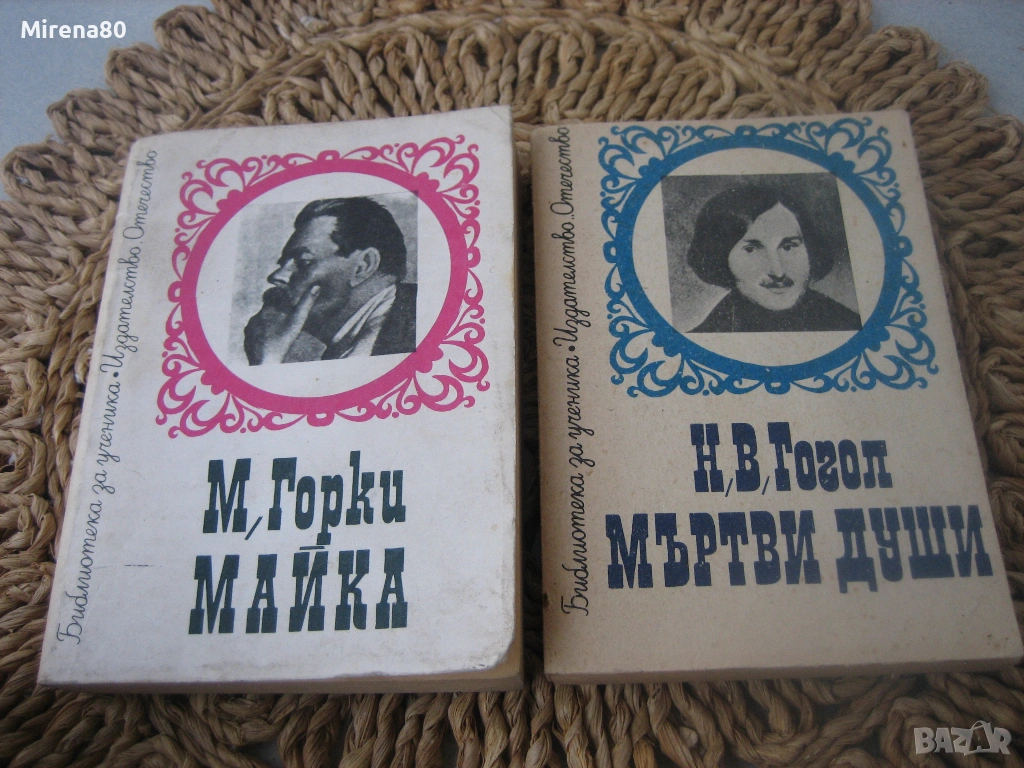 Mirena80
Библиотека за ученика • Издателство „Отечество
М, Горки
МАЙКА
Библиотека за ученика • Издателство „Отечество
Н, В, Гогол
МЪРТВИ ДУШИ
BAZAR